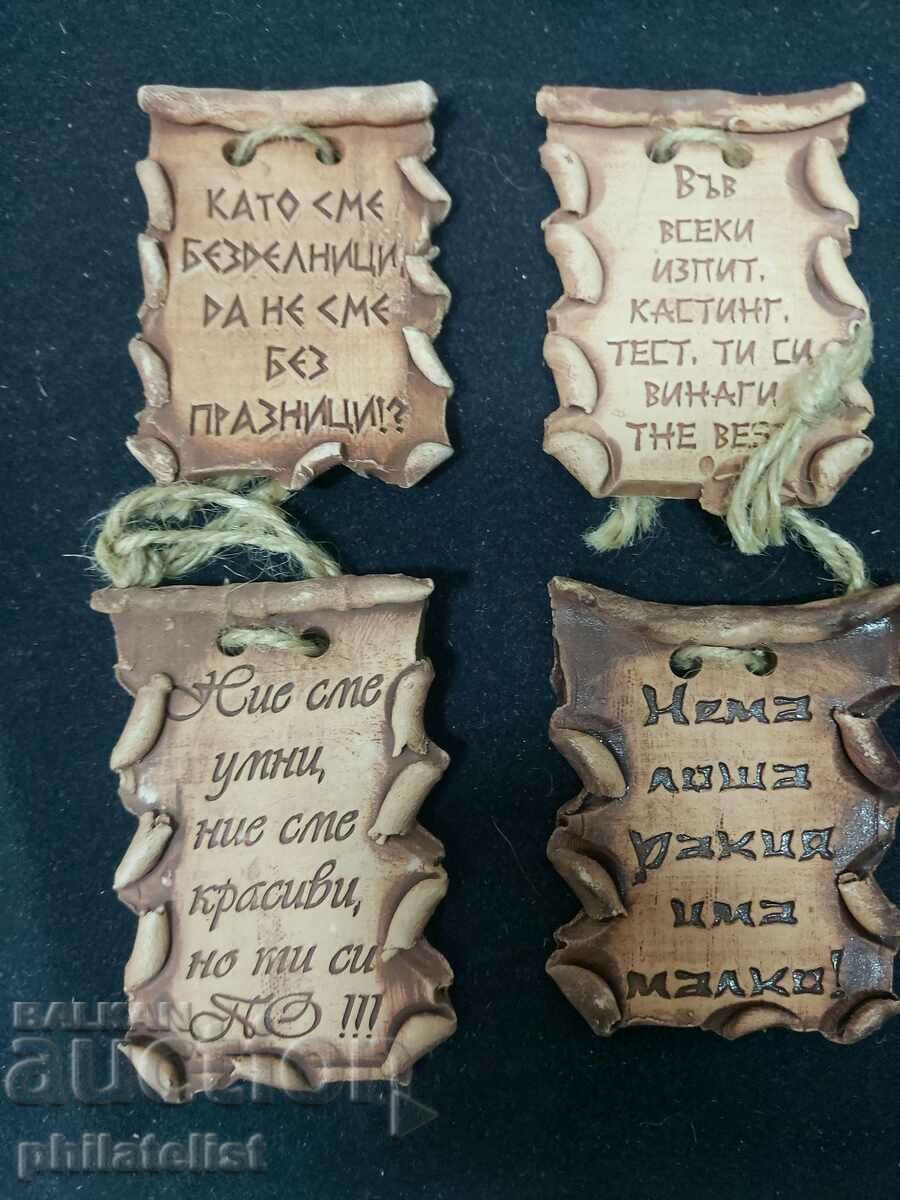 КАТО СМЕ
БЕЗДЕЛНИЦИ,
ДА НЕ СМЕ
БЕЗ
ПРАЗНИЦИ!?
Във
всеки
изпит,
кастинг,
тест, ти си
винаги
the best
Ние сме
умни,
ние сме
красиви,
но ти си
ПО !!!
Нема
лоша
ракия
има
малко!
BALKAN
auction
philatelist